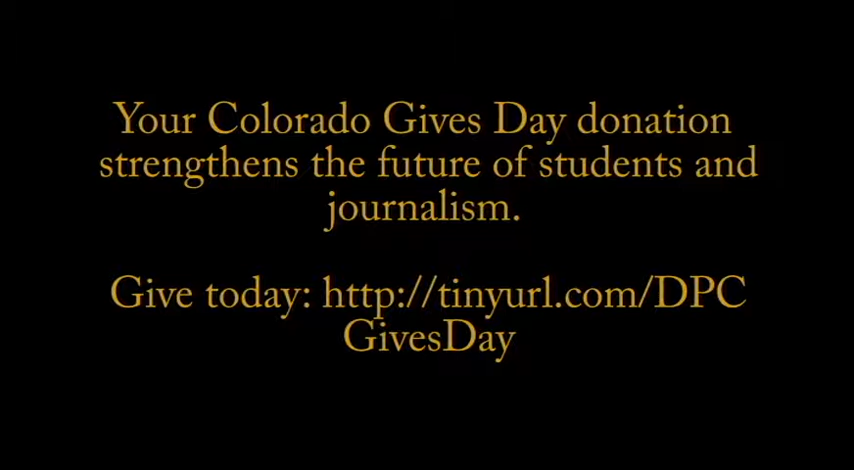 Your Colorado Gives Day donation
strengthens the future of students and
journalism.
Give today: http://tinyurl.com/DPC
GivesDay